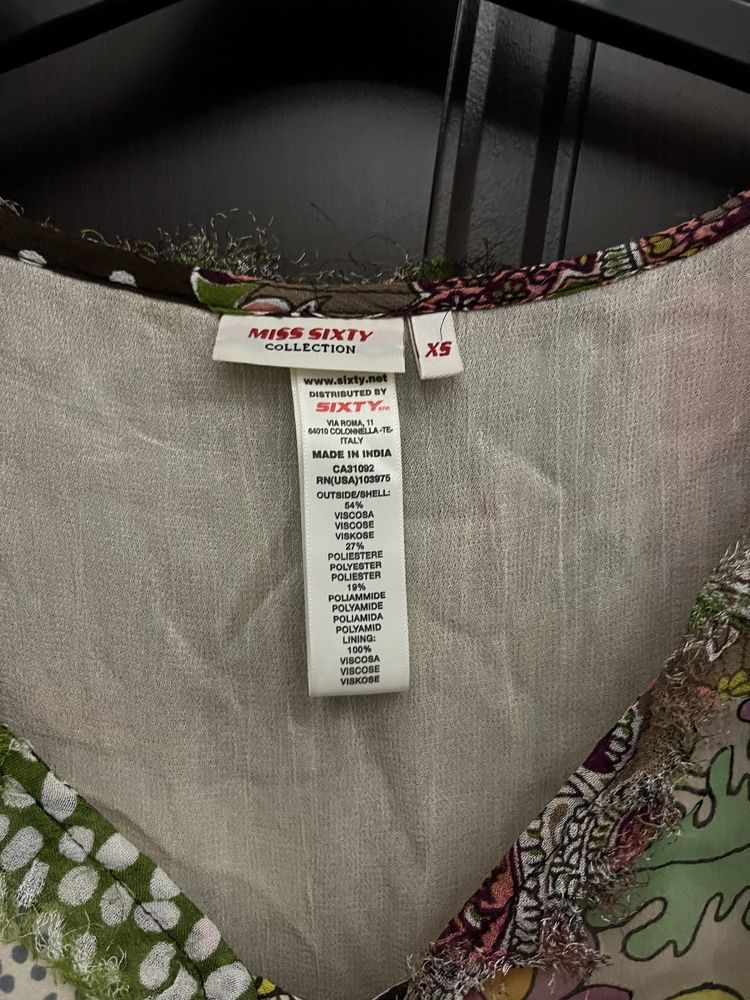 MISS SIXTY
COLLECTION
XS
www.sixty.net
DISTRIBUTED BY
SIXTY
VIA ROMA, 11
64010 COLONNELLA -TE-
ITALY
MADE IN INDIA
CA31092
RN(USA)103975
OUTSIDE/SHELL:
54%
VISCOSA
VISCOSE
VISKOSE
27%
POLIESTERE
POLYESTER
POLIESTER
19%
POLIAMMIDE
POLYAMIDE
POLIAMIDA
POLYAMID
LINING:
100%
VISCOSA
VISCOSE
VISKOSE